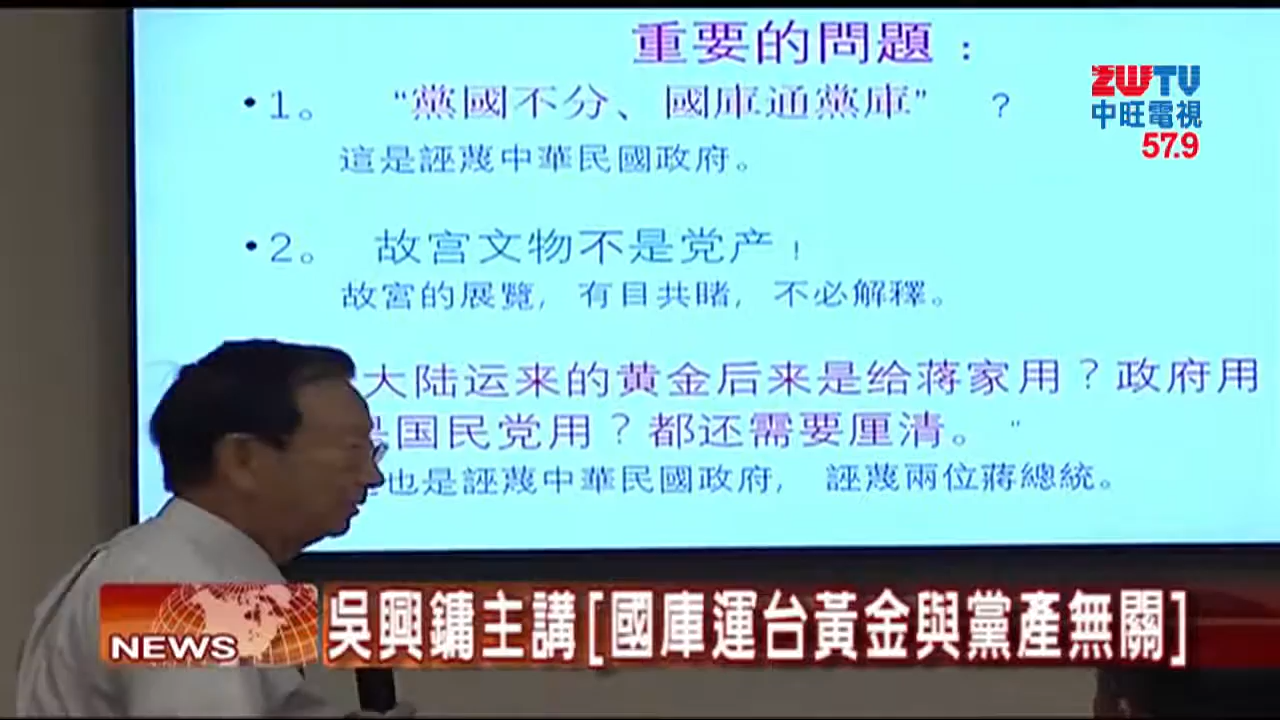 重要的問題：
ZWTV
中旺電視
57.9
•1。 “黨國不分、國庫通黨庫” ？
這是誣蔑中華民國政府。
•2。 故宮文物不是党产！
故宮的展覽，有目共睹，不必解釋。
大陆运来的黄金后来是给蒋家用？政府用
国民党用？都还需要厘清。”
也是誣蔑中華民國政府，誣蔑兩位蔣總統。
NEWS
吳興鏞主講[國庫運台黃金與黨產無關]